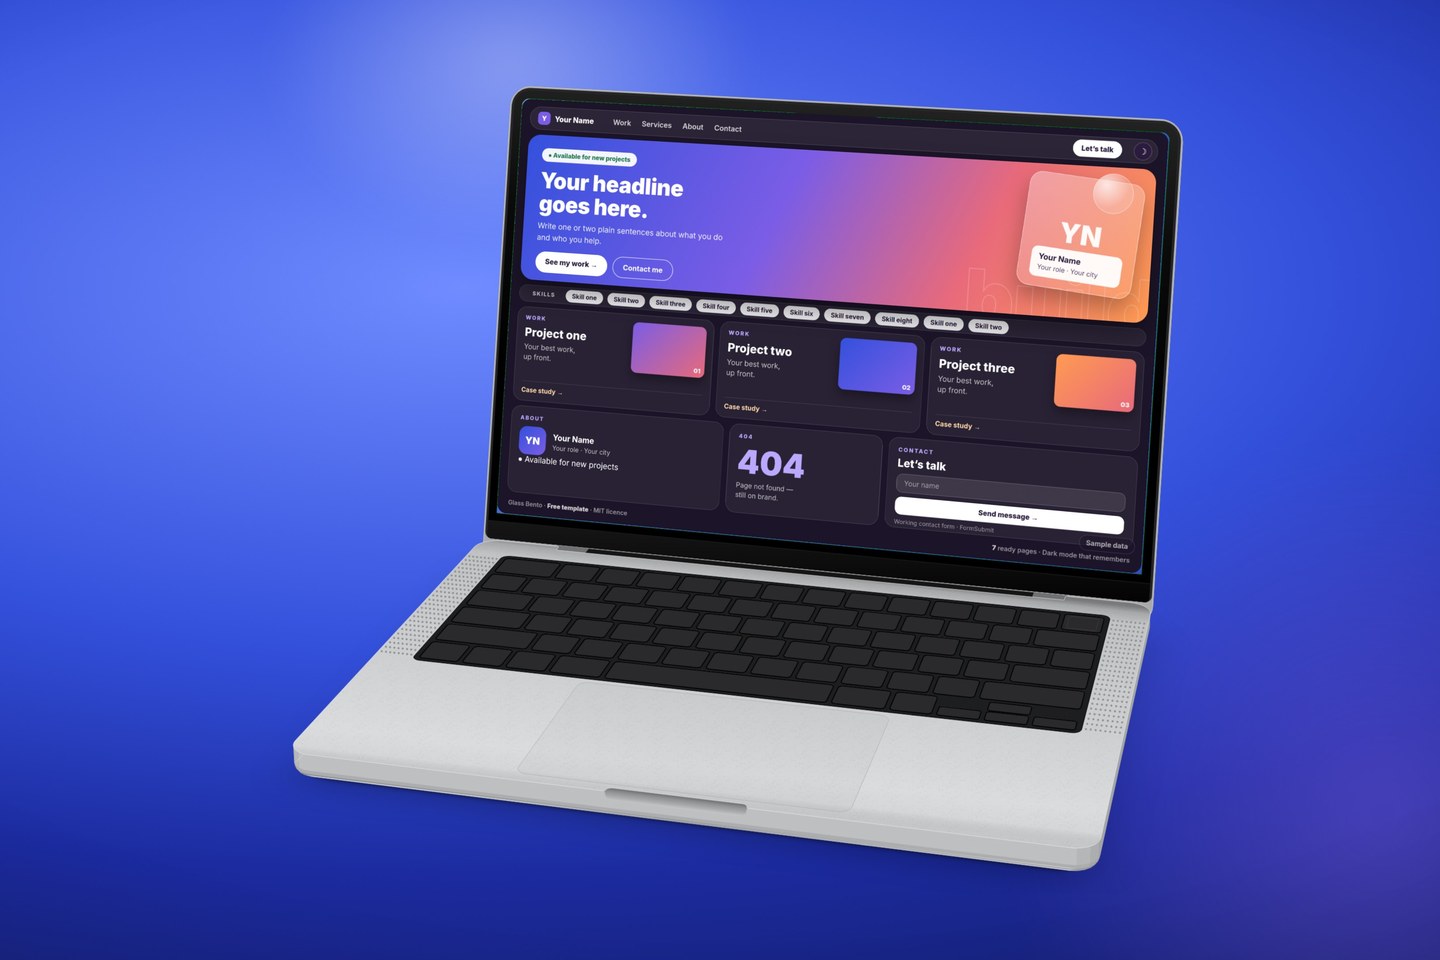 Y Your Name Work Services About Contact Let's talk
• Available for new projects
Your headline
goes here.
Write one or two plain sentences about what you do
and who you help.
See my work → Contact me
YN
Your Name
Your role · Your city
SKILLS Skill one Skill two Skill three Skill four Skill five Skill six Skill seven Skill eight Skill one Skill two
WORK
Project one
Your best work,
up front.
01
Case study →
WORK
Project two
Your best work,
up front.
02
Case study →
WORK
Project three
Your best work,
up front.
03
Case study →
ABOUT
YN
Your Name
Your role · Your city
• Available for new projects
404
404
Page not found —
still on brand.
CONTACT
Let's talk
Your name
Send message →
Working contact form · FormSubmit
Sample data
Glass Bento · Free template · MIT licence
7 ready pages · Dark mode that remembers